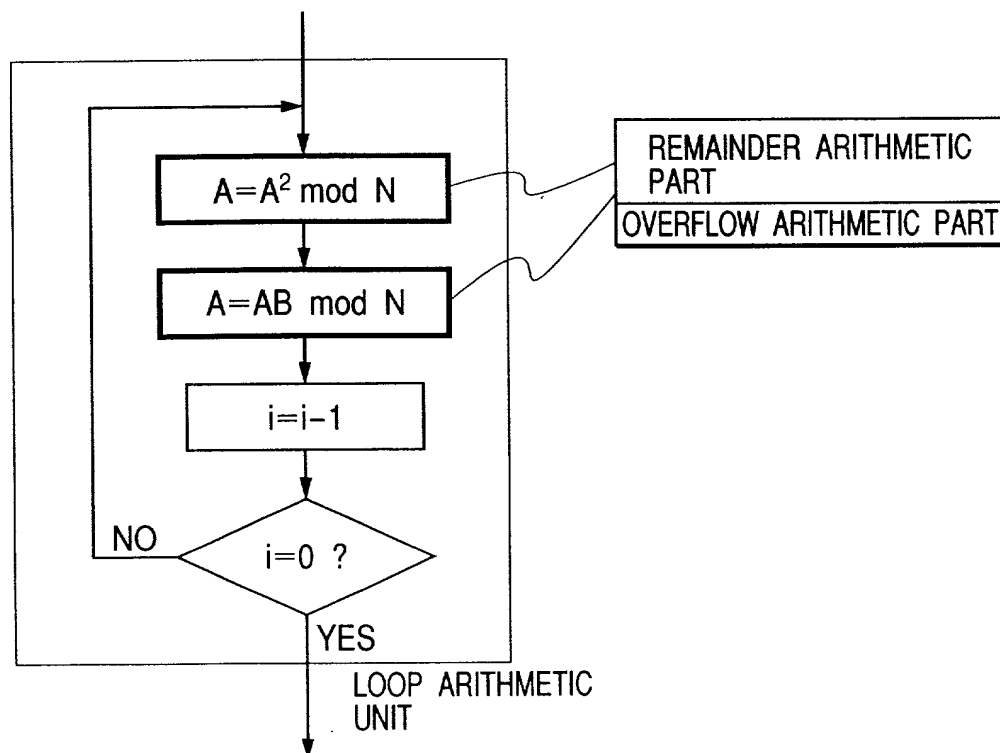 A=A² mod N
A=AB mod N
i=i-1
i=0 ?
NO
YES
REMAINDER ARITHMETIC
PART
OVERFLOW ARITHMETIC PART
LOOP ARITHMETIC
UNIT